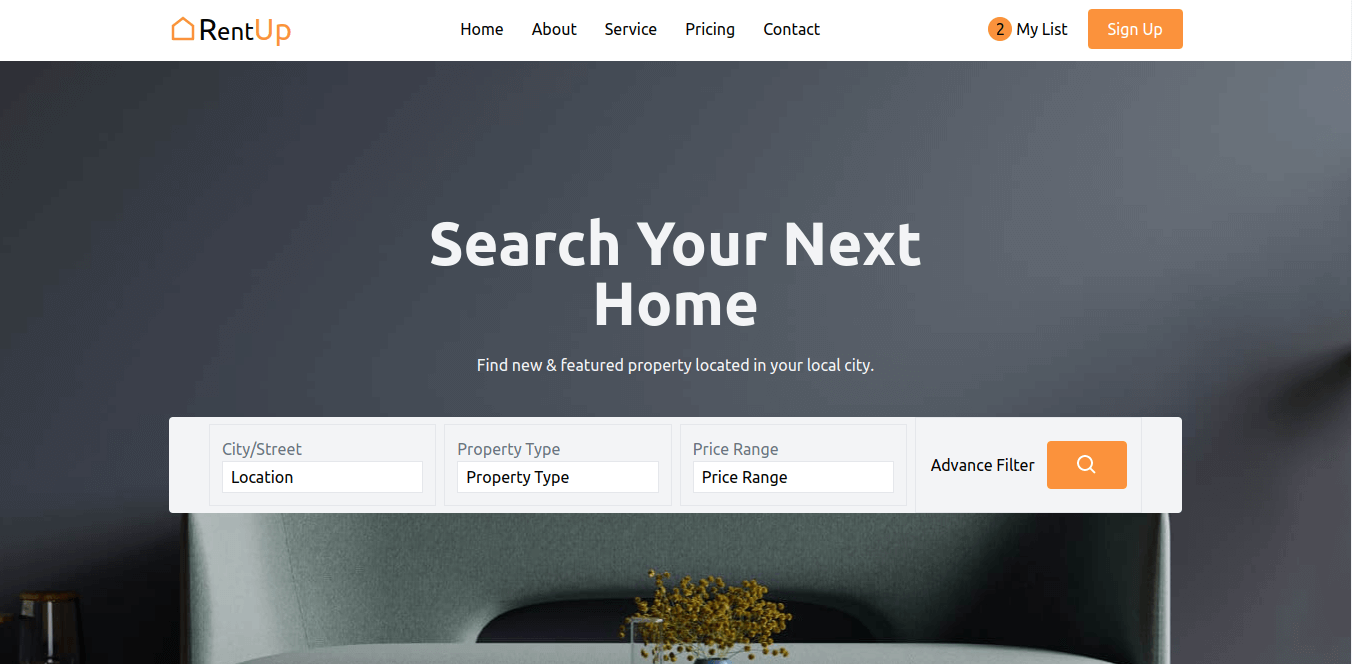 RentUp
Home About Service Pricing Contact
2 My List Sign Up
Search Your Next
Home
Find new & featured property located in your local city.
City/Street Property Type Price Range
Location Property Type Price Range
Advance Filter